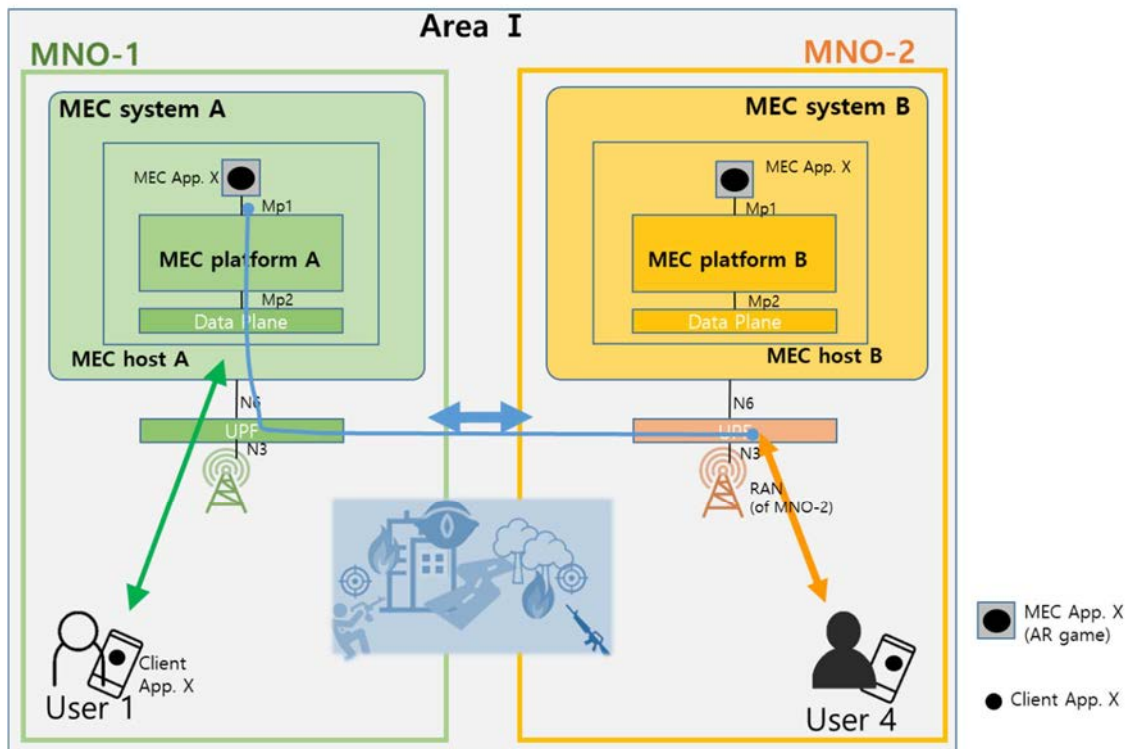 Area I
MNO-1
MNO-2
MEC system A
MEC App. X
Mp1
MEC platform A
Mp2
Data Plane
MEC host A
N6
UPF
N3
MEC system B
MEC App. X
Mp1
MEC platform B
Mp2
Data Plane
MEC host B
N6
UPF
N3
RAN
(of MNO-2)
Client
App. X
User 1
User 4
MEC App. X
(AR game)
Client App. X